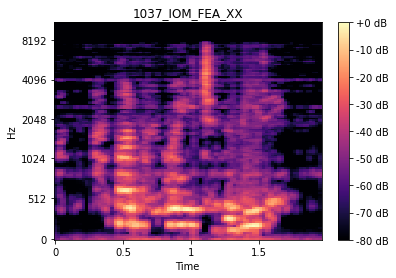 1037_IOM_FEA_XX
8192
4096
2048
1024
512
0
Hz
0
0.5
1
1.5
Time
+0 dB
-10 dB
-20 dB
-30 dB
-40 dB
-50 dB
-60 dB
-70 dB
-80 dB